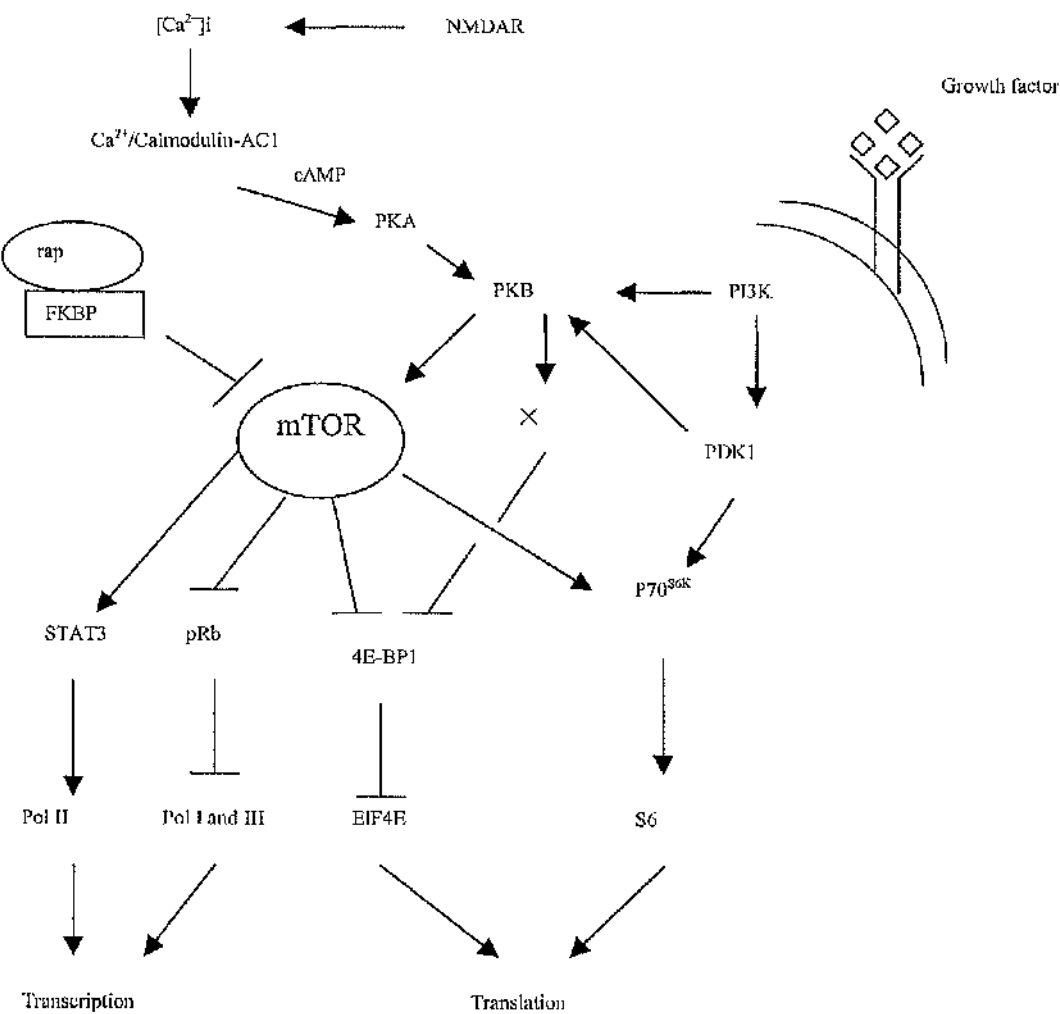 [Ca²⁻]i NMDAR
Growth factor
Ca²⁺/Calmodulin-AC1
cAMP
PKA
rap
PKB PI3K
FKBP
×
mTOR
PDK1
P70ˢ⁶ᴷ
STAT3 pRb
4E-BP1
Pol II Pol I and III EIF4E S6
Transcription Translation